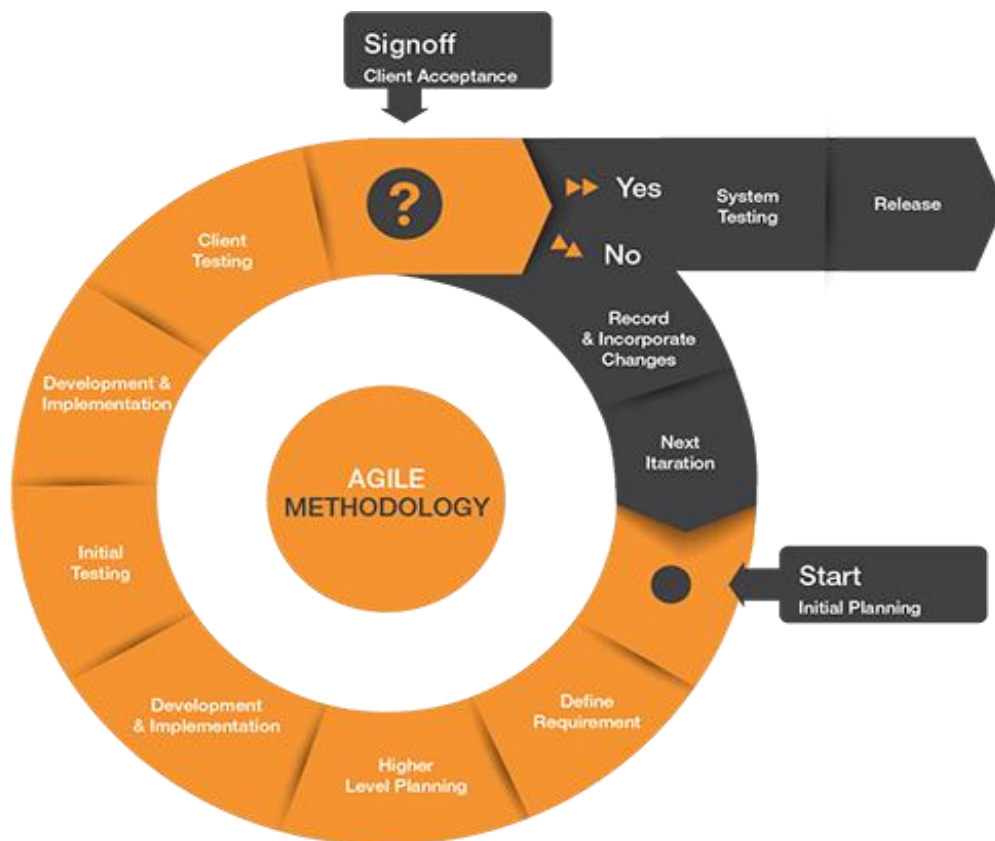 Signoff
Client Acceptance
?
Yes
No
System
Testing
Release
Client
Testing
Record
& Incorporate
Changes
Development &
Implementation
Next
Itaration
AGILE
METHODOLOGY
Initial
Testing
Start
Initial Planning
Define
Requirement
Development
& Implementation
Higher
Level Planning